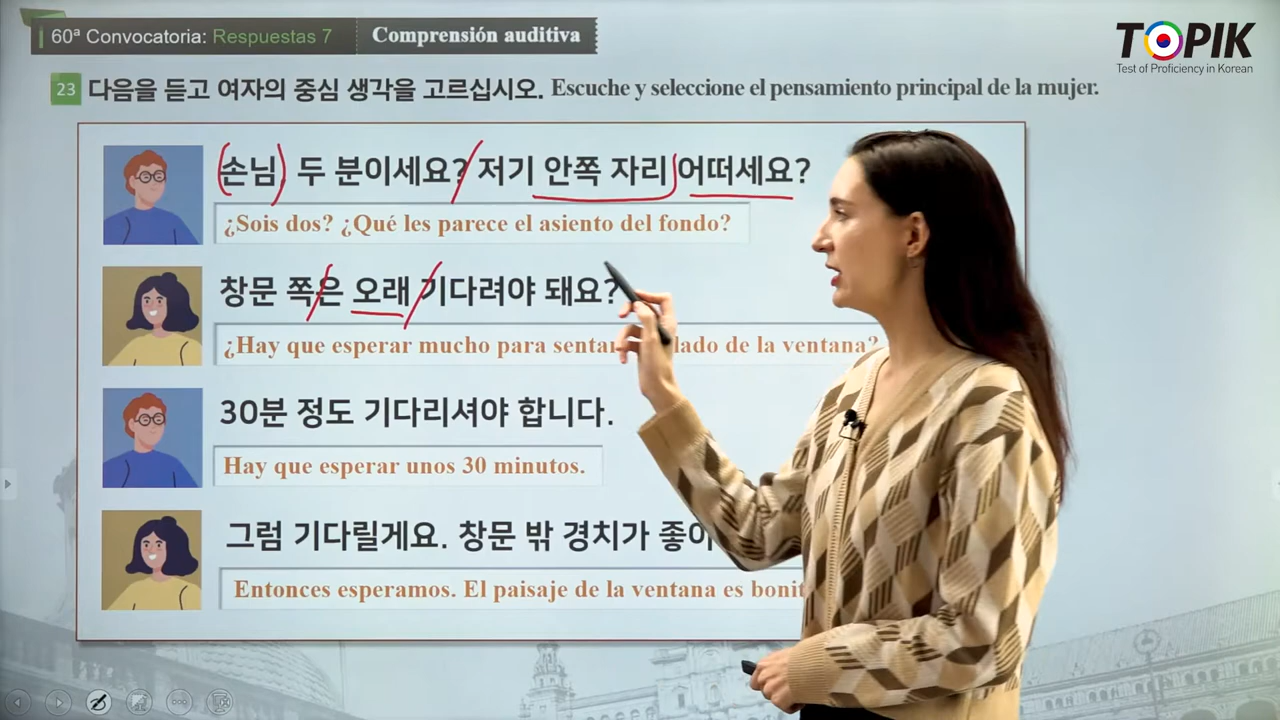 60ª Convocatoria: Respuestas 7 Comprensión auditiva
TOPIK
Test of Proficiency in Korean
23 다음을 듣고 여자의 중심 생각을 고르십시오. Escuche y seleccione el pensamiento principal de la mujer.
손님 두 분이세요? 저기 안쪽 자리 어떠세요?
¿Sois dos? ¿Qué les parece el asiento del fondo?
창문 쪽은 오래 기다려야 돼요?
¿Hay que esperar mucho para lado de la ventana?
30분 정도 기다리셔야 합니다.
Hay que esperar unos 30 minutos.
그럼 기다릴게요. 창문 밖 경치가
Entonces esperamos. El paisaje de la ventana es